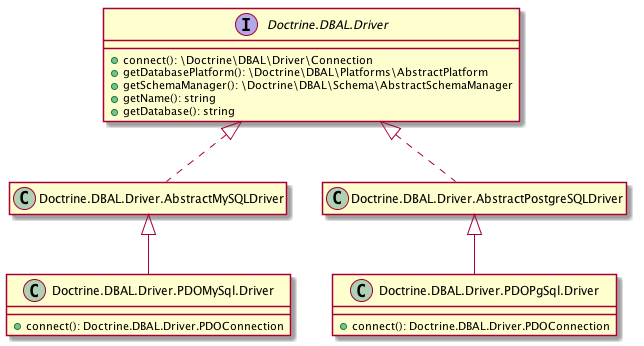 I Doctrine.DBAL.Driver
connect(): \Doctrine\DBAL\Driver\Connection
getDatabasePlatform(): \Doctrine\DBAL\Platforms\AbstractPlatform
getSchemaManager(): \Doctrine\DBAL\Schema\AbstractSchemaManager
getName(): string
getDatabase(): string
C Doctrine.DBAL.Driver.AbstractMySQLDriver
C Doctrine.DBAL.Driver.AbstractPostgreSQLDriver
C Doctrine.DBAL.Driver.PDOMySql.Driver
connect(): Doctrine.DBAL.Driver.PDOConnection
C Doctrine.DBAL.Driver.PDOPgSql.Driver
connect(): Doctrine.DBAL.Driver.PDOConnection